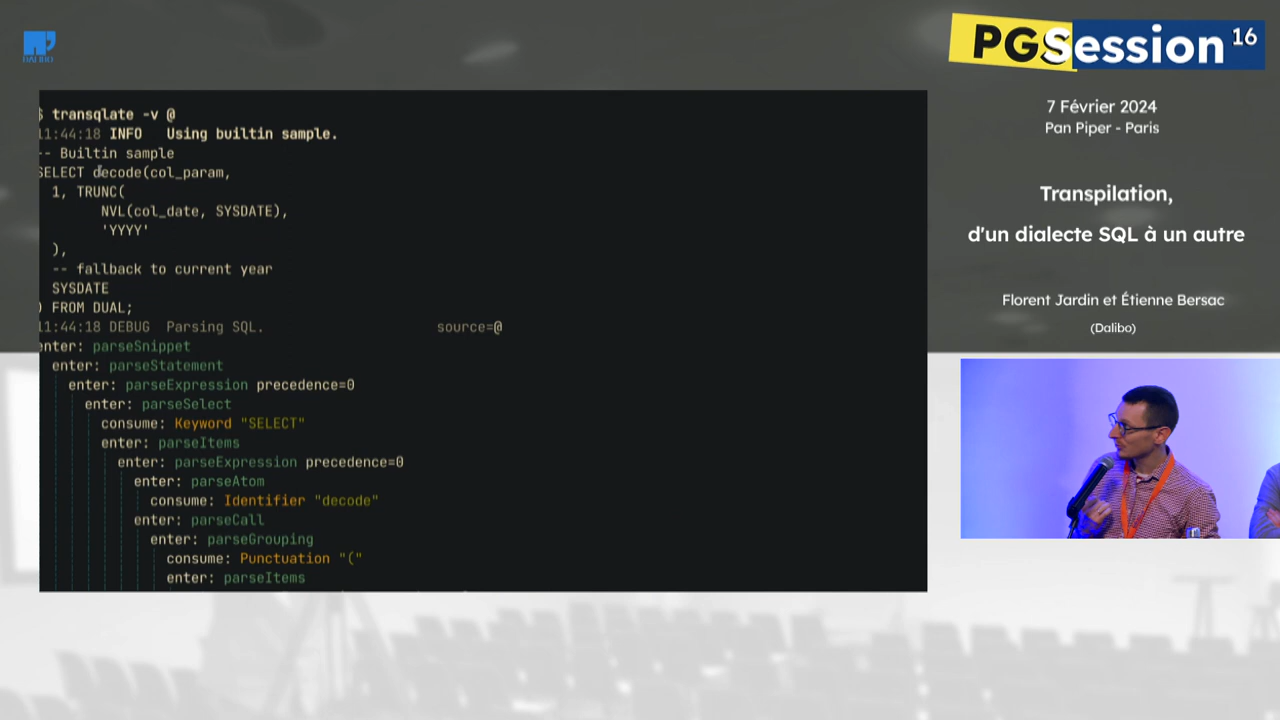 DALIBO
PGSession 16
7 Février 2024
Pan Piper - Paris
Transpilation,
d'un dialecte SQL à un autre
Florent Jardin et Étienne Bersac
(Dalibo)
$ transqlate -v @
11:44:18 INFO   Using builtin sample.
-- Builtin sample
SELECT decode(col_param,
  1, TRUNC(
        NVL(col_date, SYSDATE),
        'YYYY'
  ),
  -- fallback to current year
  SYSDATE
) FROM DUAL;
11:44:18 DEBUG  Parsing SQL.                     source=@
enter: parseSnippet
  enter: parseStatement
    enter: parseExpression precedence=0
      enter: parseSelect
        consume: Keyword "SELECT"
        enter: parseItems
          enter: parseExpression precedence=0
            enter: parseAtom
              consume: Identifier "decode"
            enter: parseCall
              enter: parseGrouping
                consume: Punctuation "("
                enter: parseItems